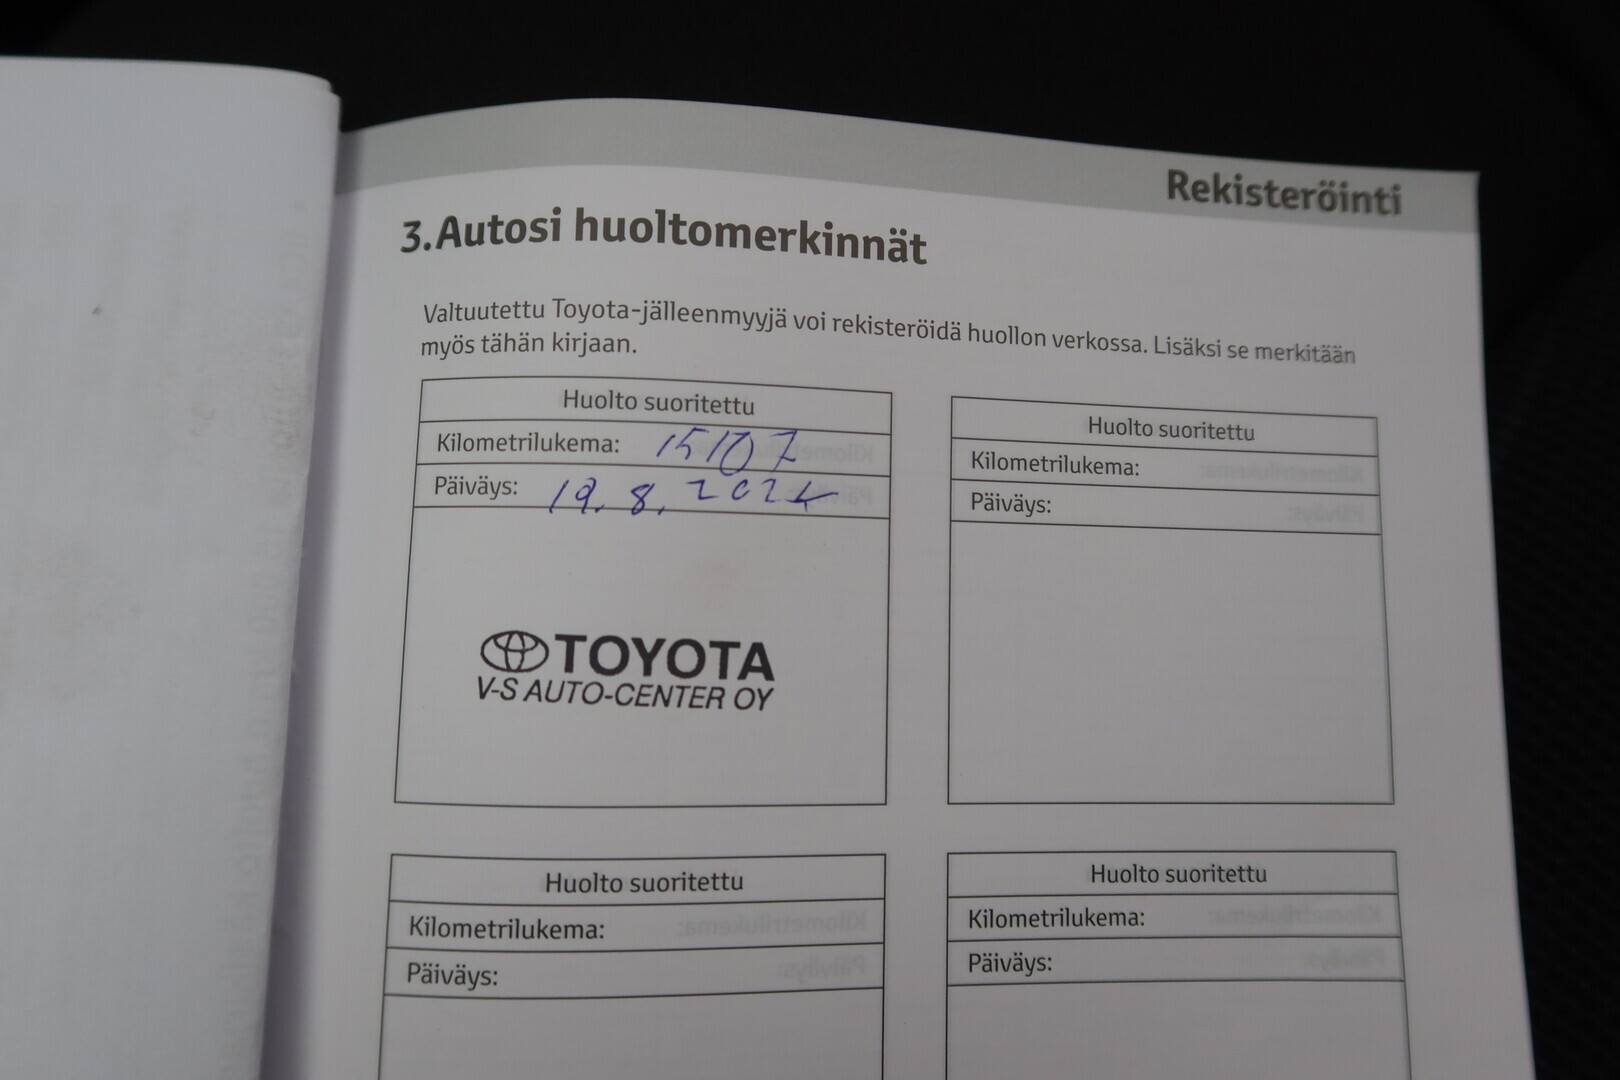 Rekisteröinti
3.Autosi huoltomerkinnät
Valtuutettu Toyota-jälleenmyyjä voi rekisteröidä huollon verkossa. Lisäksi se merkitään
myös tähän kirjaan.
Huolto suoritettu
Kilometrilukema: 15107
Päiväys: 19.8.2024
TOYOTA
V-S AUTO-CENTER OY
Huolto suoritettu
Kilometrilukema:
Päiväys:
Huolto suoritettu
Kilometrilukema:
Päiväys:
Huolto suoritettu
Kilometrilukema:
Päiväys: